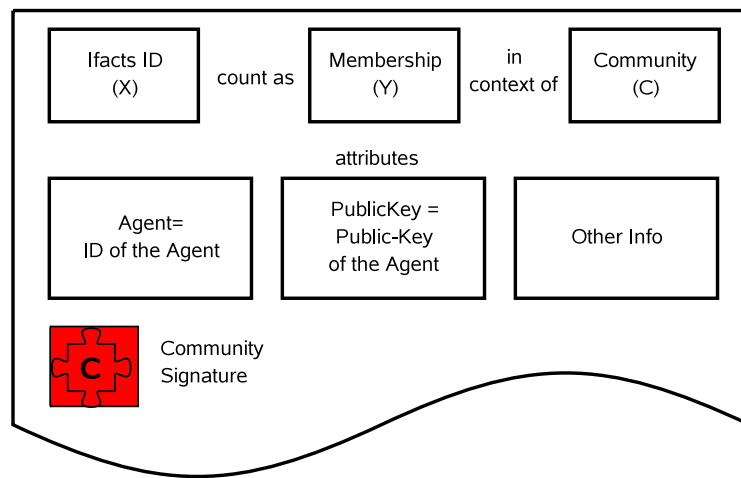 Ifacts ID
(X)
count as
Membership
(Y)
in
context of
Community
(C)
attributes
Agent=
ID of the Agent
PublicKey =
Public-Key
of the Agent
Other Info
C
Community
Signature